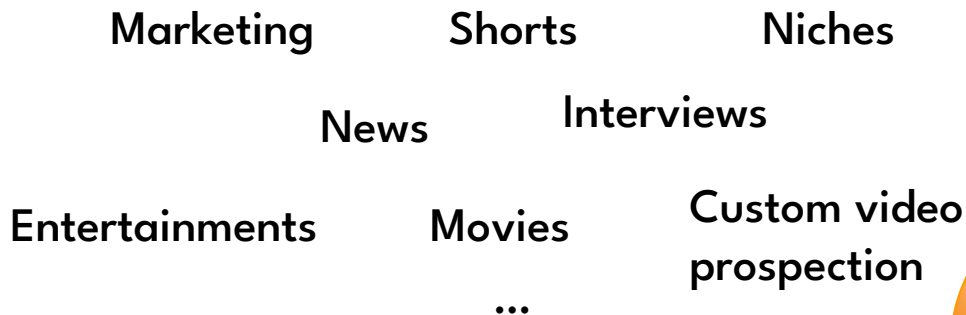 Marketing
Shorts
Niches
News
Interviews
Entertainments
Movies
Custom video
prospection
...